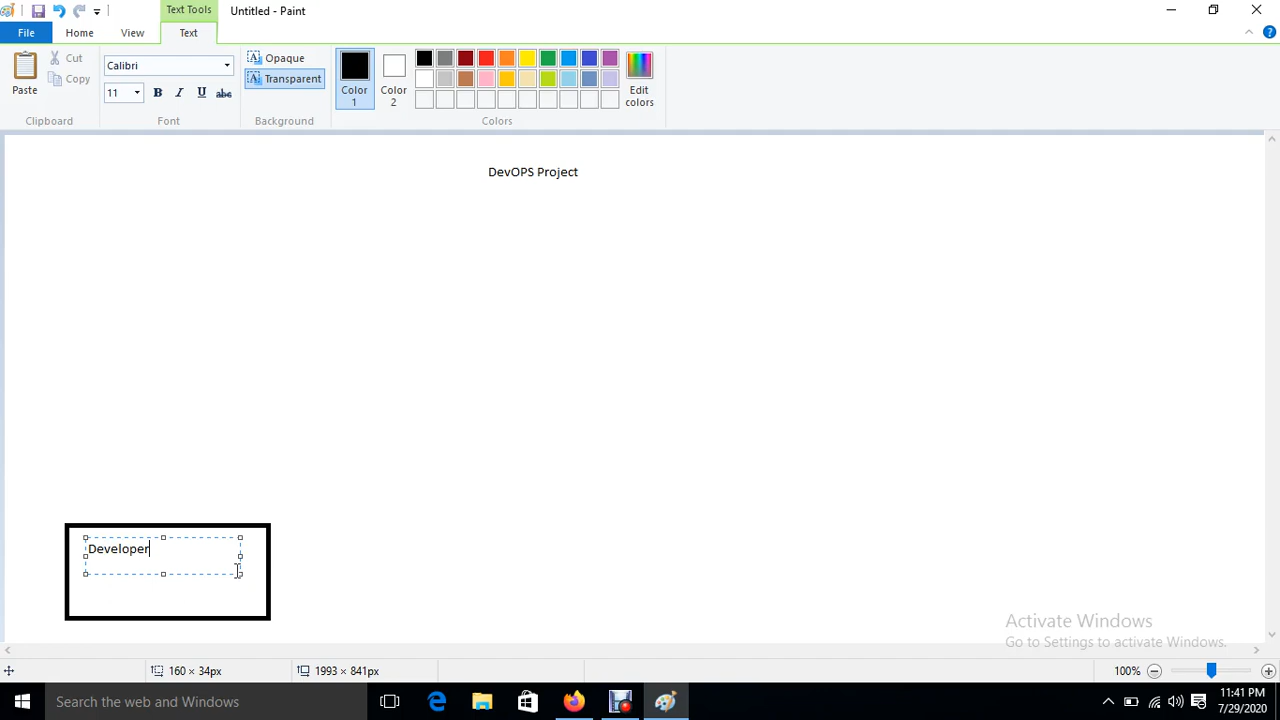 Text Tools
Untitled - Paint
File
Home
View
Text
Paste
Cut
Copy
Clipboard
Calibri
11
B
I
U
abc
Font
A
Opaque
A
Transparent
Background
Color 1
Color 2
Edit colors
Colors
DevOPS Project
Developer
Activate Windows
Go to Settings to activate Windows.
160 × 34px
1993 × 841px
100%
Search the web and Windows
11:41 PM
7/29/2020